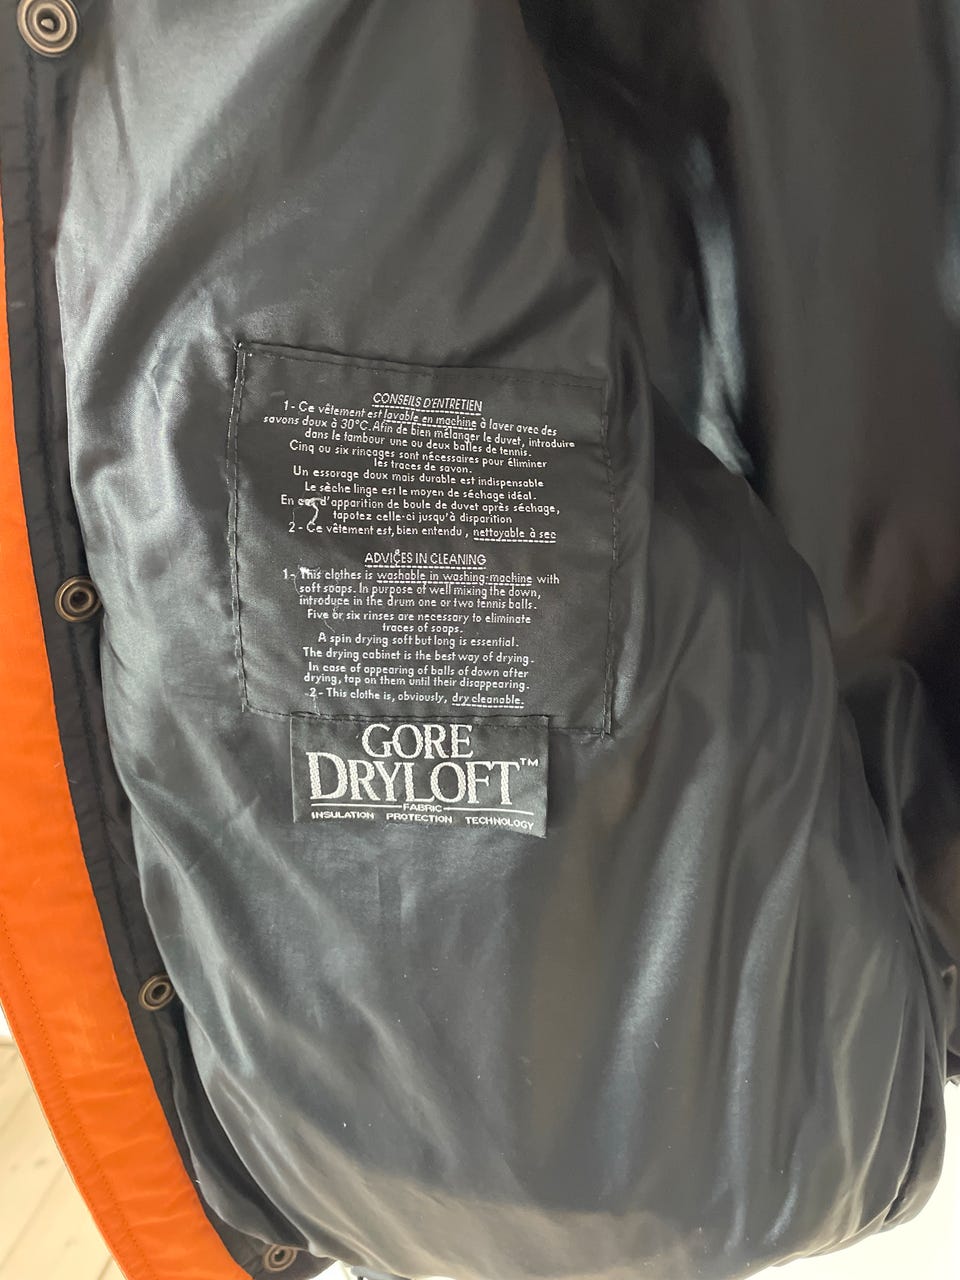 CONSEILS D'ENTRETIEN
1 - Ce vêtement est lavable en machine à laver avec des
savons doux à 30°C. Afin de bien mélanger le duvet, introduire
dans le tambour une ou deux balles de tennis.
Cinq ou six rinçages sont nécessaires pour éliminer
les traces de savon.
Un essorage doux mais durable est indispensable
Le sèche linge est le moyen de séchage idéal.
En cas d'apparition de boule de duvet après séchage,
tapotez celle-ci jusqu'à disparition
2 - Ce vêtement est, bien entendu, nettoyable à sec
ADVIÇES IN CLEANING
1 - This clothes is washable in washing-machine with
soft soaps. In purpose of well mixing the down,
introduce in the drum one or two tennis balls.
Five or six rinses are necessary to eliminate
traces of soaps.
A spin drying soft but long is essential.
The drying cabinet is the best way of drying.
In case of appearing of balls of down after
drying, tap on them until their disappearing.
2 - This clothe is, obviously, dry cleanable.
GORE
DRYLOFT™
FABRIC
INSULATION PROTECTION TECHNOLOGY